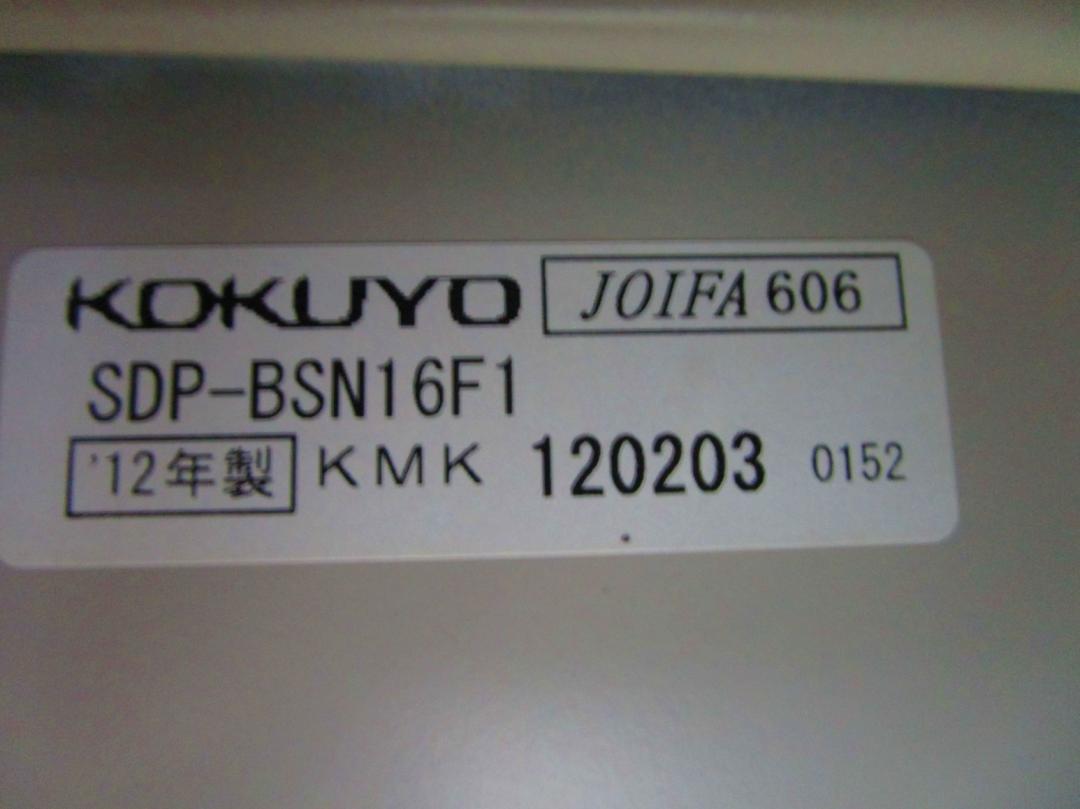 KOKUYO JOIFA 606
SDP-BSN16F1
'12年製 KMK 120203 0152